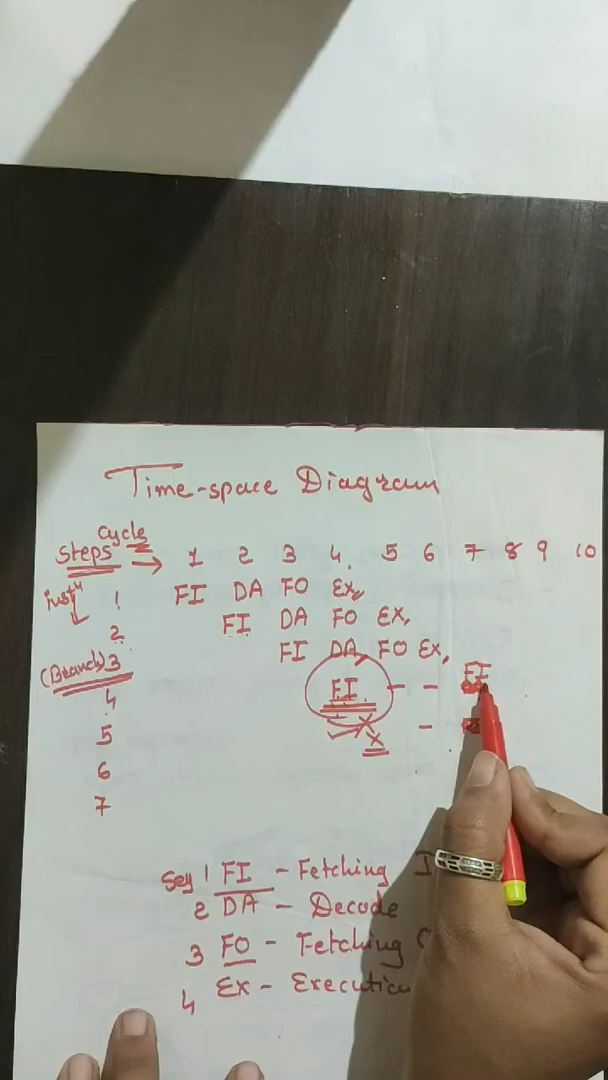 Time-space Diagram
Cycle
Steps → 1 2 3 4 5 6 7 8 9 10
1 FI DA FO EX
2 FI DA FO EX
(Branch) 3 FI DA FO EX
4 FI - - FI
5 X -
6
7
Seg 1 FI - Fetching I
2 DA - Decode
3 FO - Fetching
4 EX - Execution